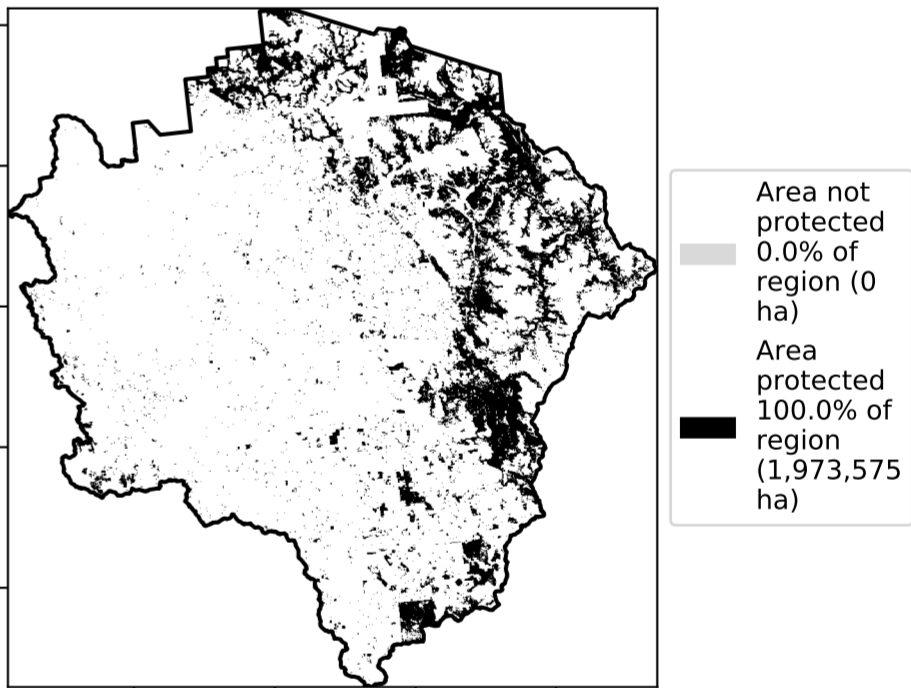 Area not
protected
0.0% of
region (0
ha)
Area
protected
100.0% of
region
(1,973,575
ha)